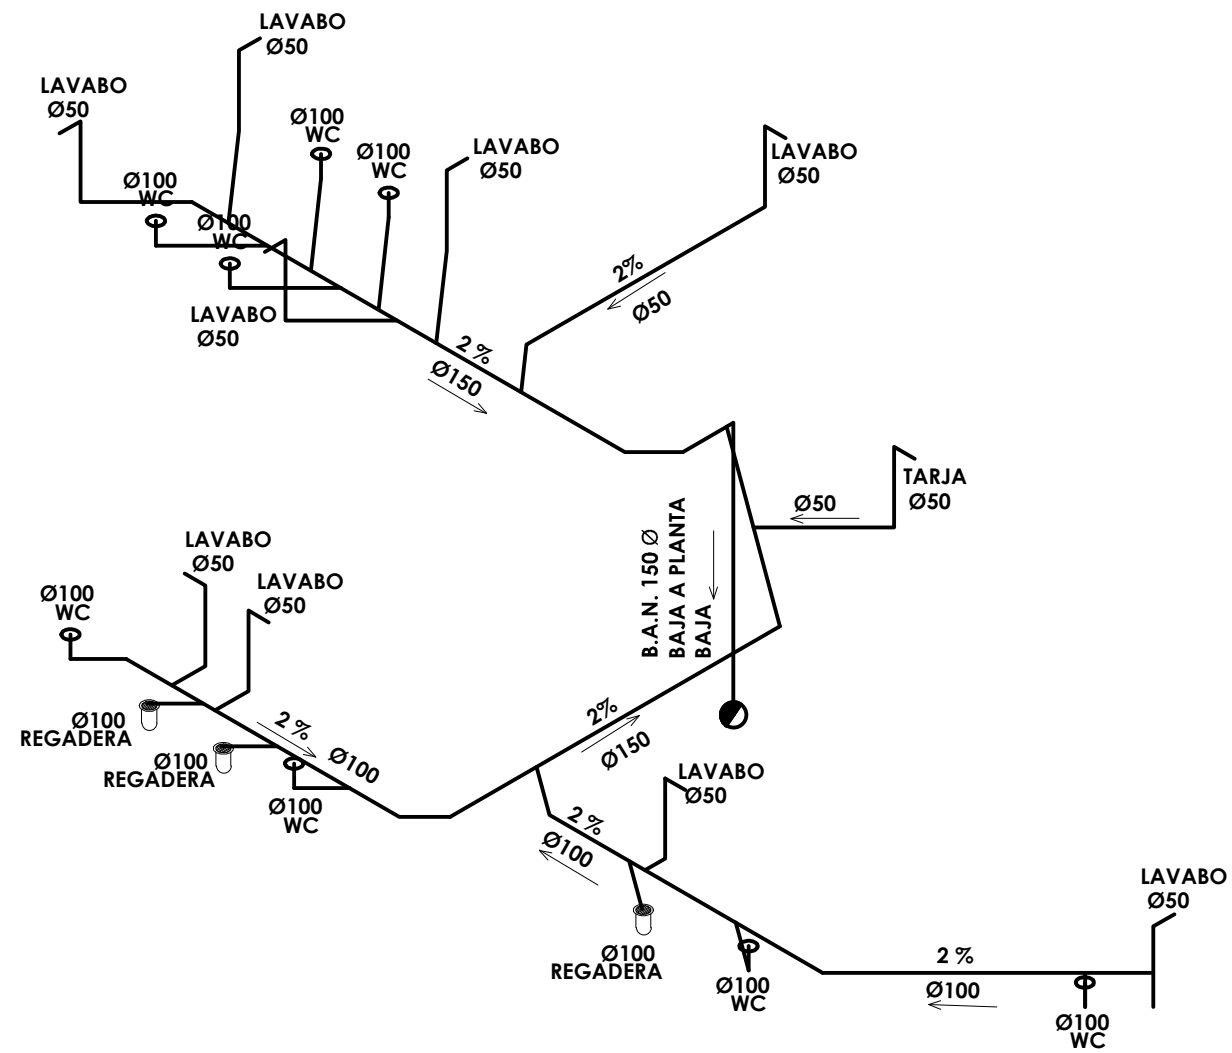 LAVABO
Ø50
LAVABO
Ø50
Ø100
WC
Ø100
WC
LAVABO
Ø50
LAVABO
Ø50
Ø100
WC
Ø100
WC
LAVABO
Ø50
2%
Ø50
2 %
Ø150
TARJA
Ø50
Ø50
B.A.N. 150 Ø
BAJA A PLANTA
BAJA
LAVABO
Ø50
LAVABO
Ø50
Ø100
WC
Ø100
REGADERA
Ø100
REGADERA
2 %
Ø100
Ø100
WC
2%
Ø150
LAVABO
Ø50
2 %
Ø100
Ø100
REGADERA
Ø100
WC
2 %
Ø100
LAVABO
Ø50
Ø100
WC